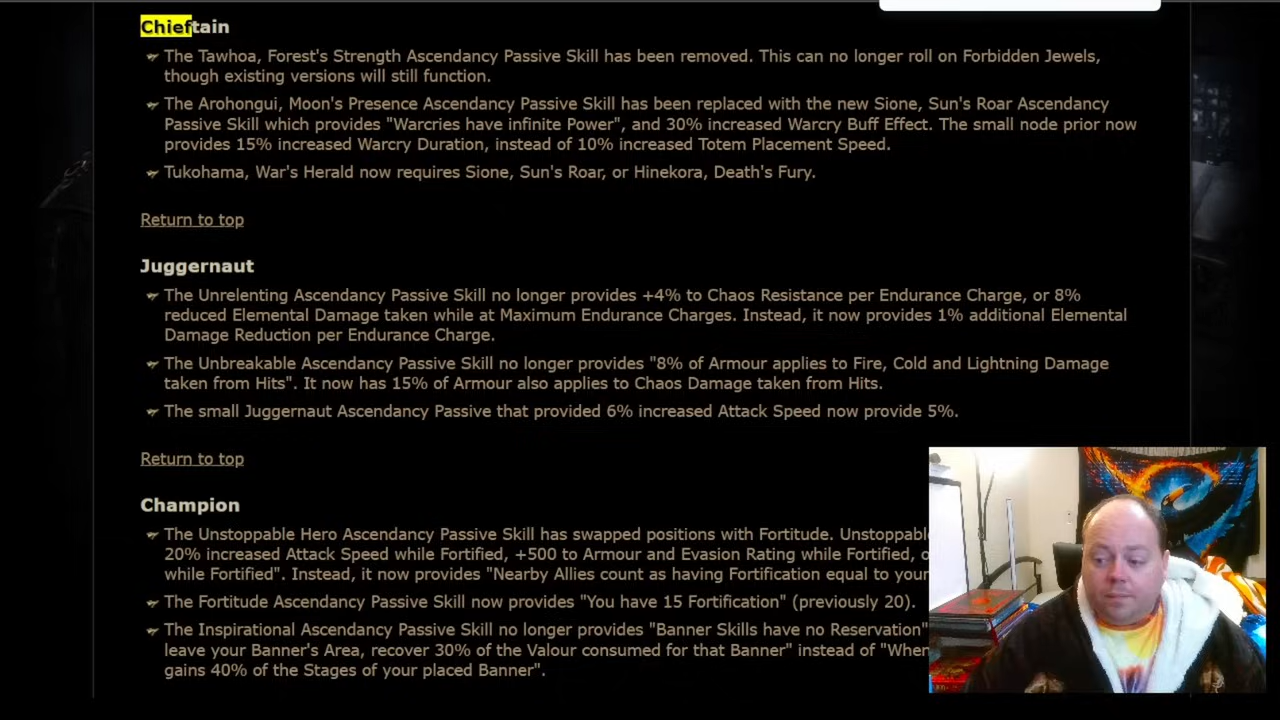 Chieftain
The Tawhoa, Forest's Strength Ascendancy Passive Skill has been removed. This can no longer roll on Forbidden Jewels,
though existing versions will still function.
The Arohongui, Moon's Presence Ascendancy Passive Skill has been replaced with the new Sione, Sun's Roar Ascendancy
Passive Skill which provides "Warcries have infinite Power", and 30% increased Warcry Buff Effect. The small node prior now
provides 15% increased Warcry Duration, instead of 10% increased Totem Placement Speed.
Tukohama, War's Herald now requires Sione, Sun's Roar, or Hinekora, Death's Fury.
Return to top
Juggernaut
The Unrelenting Ascendancy Passive Skill no longer provides +4% to Chaos Resistance per Endurance Charge, or 8%
reduced Elemental Damage taken while at Maximum Endurance Charges. Instead, it now provides 1% additional Elemental
Damage Reduction per Endurance Charge.
The Unbreakable Ascendancy Passive Skill no longer provides "8% of Armour applies to Fire, Cold and Lightning Damage
taken from Hits". It now has 15% of Armour also applies to Chaos Damage taken from Hits.
The small Juggernaut Ascendancy Passive that provided 6% increased Attack Speed now provide 5%.
Return to top
Champion
The Unstoppable Hero Ascendancy Passive Skill has swapped positions with Fortitude. Unstoppabl
20% increased Attack Speed while Fortified, +500 to Armour and Evasion Rating while Fortified, o
while Fortified". Instead, it now provides "Nearby Allies count as having Fortification equal to your
The Fortitude Ascendancy Passive Skill now provides "You have 15 Fortification" (previously 20).
The Inspirational Ascendancy Passive Skill no longer provides "Banner Skills have no Reservation"
leave your Banner's Area, recover 30% of the Valour consumed for that Banner" instead of "When
gains 40% of the Stages of your placed Banner".